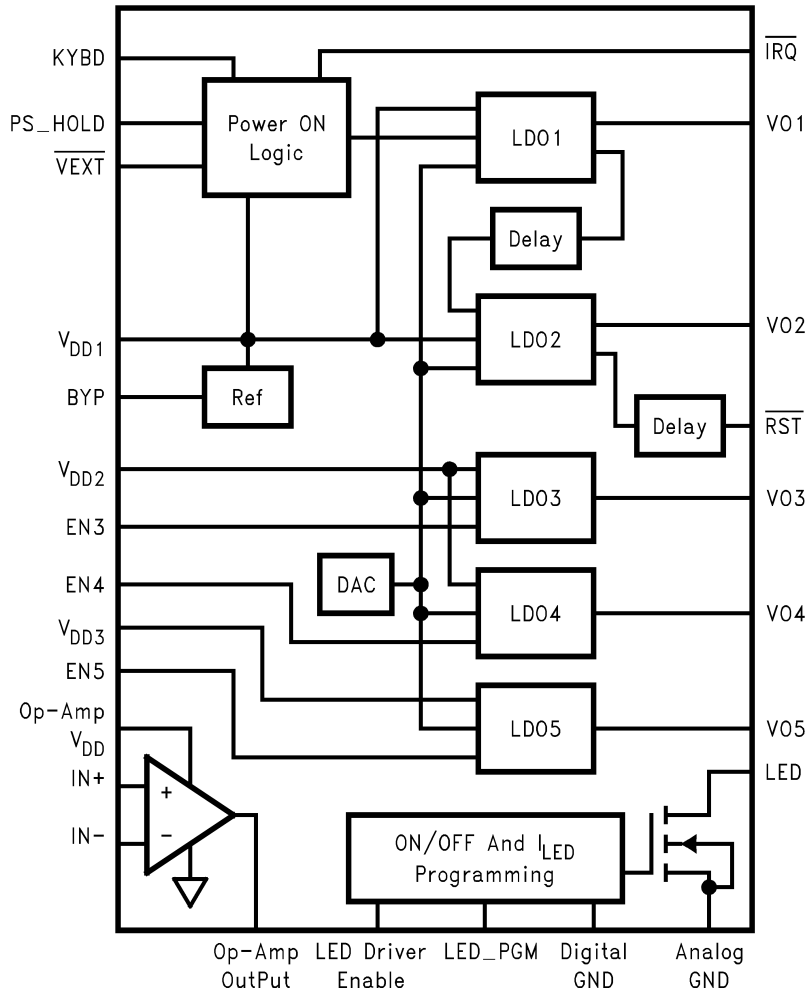 KYBD
PS_HOLD
VEXT
VDD1
BYP
VDD2
EN3
EN4
VDD3
EN5
Op-Amp
VDD
IN+
IN-
Power ON
Logic
Ref
DAC
LDO1
Delay
LDO2
Delay
LDO3
LDO4
LDO5
+
−
ON/OFF And ILED
Programming
IRQ
VO1
VO2
RST
VO3
VO4
VO5
LED
Op-Amp
OutPut
LED Driver
Enable
LED_PGM
Digital
GND
Analog
GND